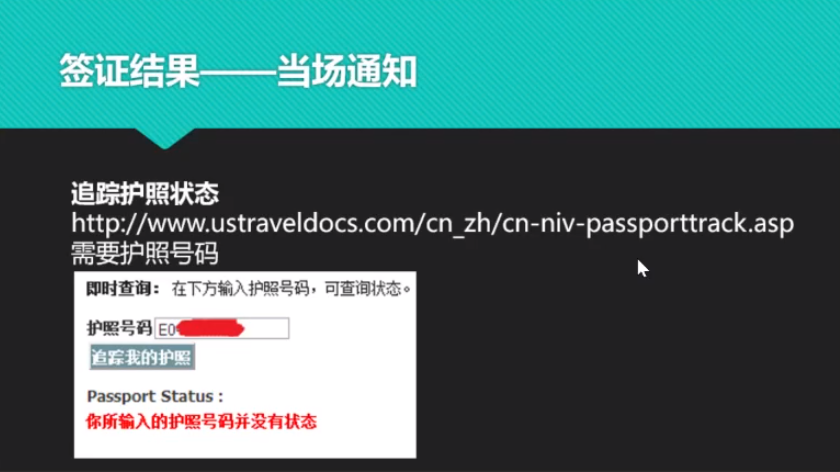 签证结果——当场通知
追踪护照状态
http://www.ustraveldocs.com/cn_zh/cn-niv-passporttrack.asp
需要护照号码
即时查询： 在下方输入护照号码，可查询状态。
护照号码 E0
追踪我的护照
Passport Status :
你所输入的护照号码并没有状态